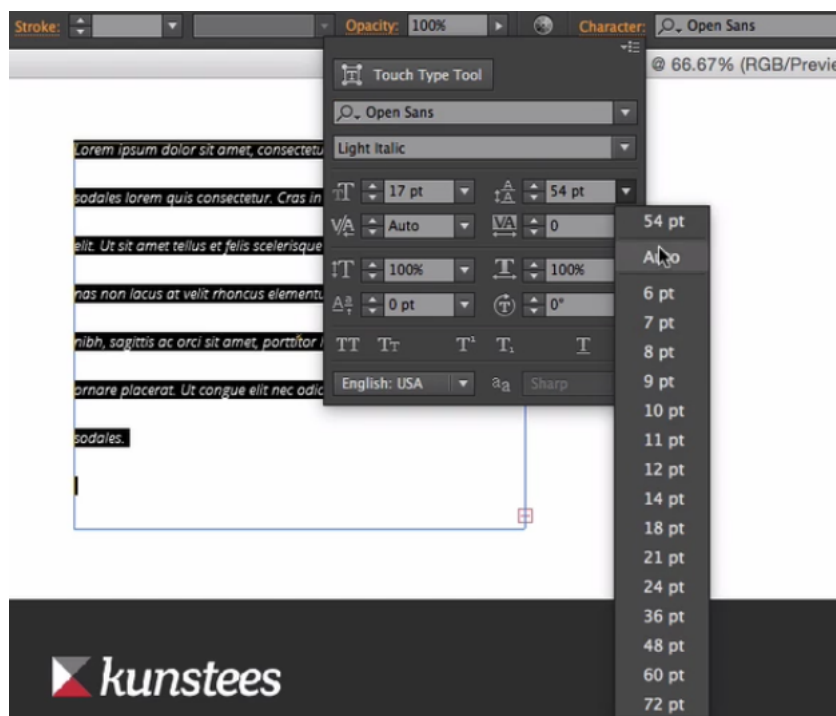 Stroke: Opacity: 100% Character: Open Sans
@ 66.67% (RGB/Previe
Touch Type Tool
Open Sans
Light Italic
17 pt 54 pt
Auto 0
100% 100%
0 pt 0°
English: USA Sharp
54 pt
Auto
6 pt
7 pt
8 pt
9 pt
10 pt
11 pt
12 pt
14 pt
18 pt
21 pt
24 pt
36 pt
48 pt
60 pt
72 pt
Lorem ipsum dolor sit amet, consectetu
sodales lorem quis consectetur. Cras in
elit. Ut sit amet tellus et felis scelerisque
nas non lacus at velit rhoncus elementu
nibh, sagittis ac orci sit amet, porttitor l
ornare placerat. Ut congue elit nec odio
sodales.
kunstees